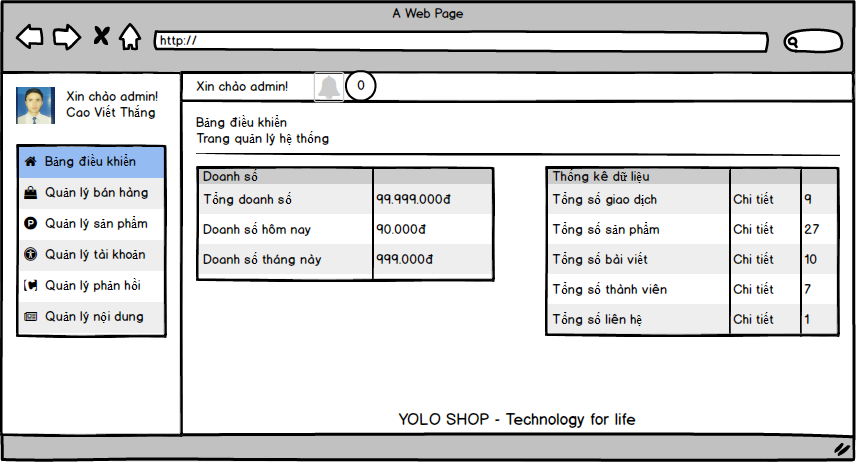 A Web Page
http://
Xin chào admin!
Cao Viết Thắng
Bảng điều khiển
Quản lý bán hàng
Quản lý sản phẩm
Quản lý tài khoản
Quản lý phản hồi
Quản lý nội dung
Xin chào admin! 0
Bảng điều khiển
Trang quản lý hệ thống
Doanh số
Tổng doanh số 99.999.000đ
Doanh số hôm nay 90.000đ
Doanh số tháng này 999.000đ
Thống kê dữ liệu
Tổng số giao dịch Chi tiết 9
Tổng số sản phẩm Chi tiết 27
Tổng số bài viết Chi tiết 10
Tổng số thành viên Chi tiết 7
Tổng số liên hệ Chi tiết 1
YOLO SHOP - Technology for life